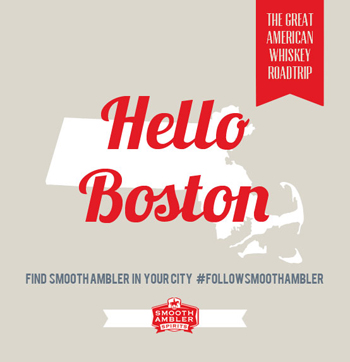 THE GREAT
AMERICAN
WHISKEY
ROADTRIP
Hello
Boston
FIND SMOOTH AMBLER IN YOUR CITY #FOLLOWSMOOTHAMBLER
SMOOTH
AMBLER
SPIRITS